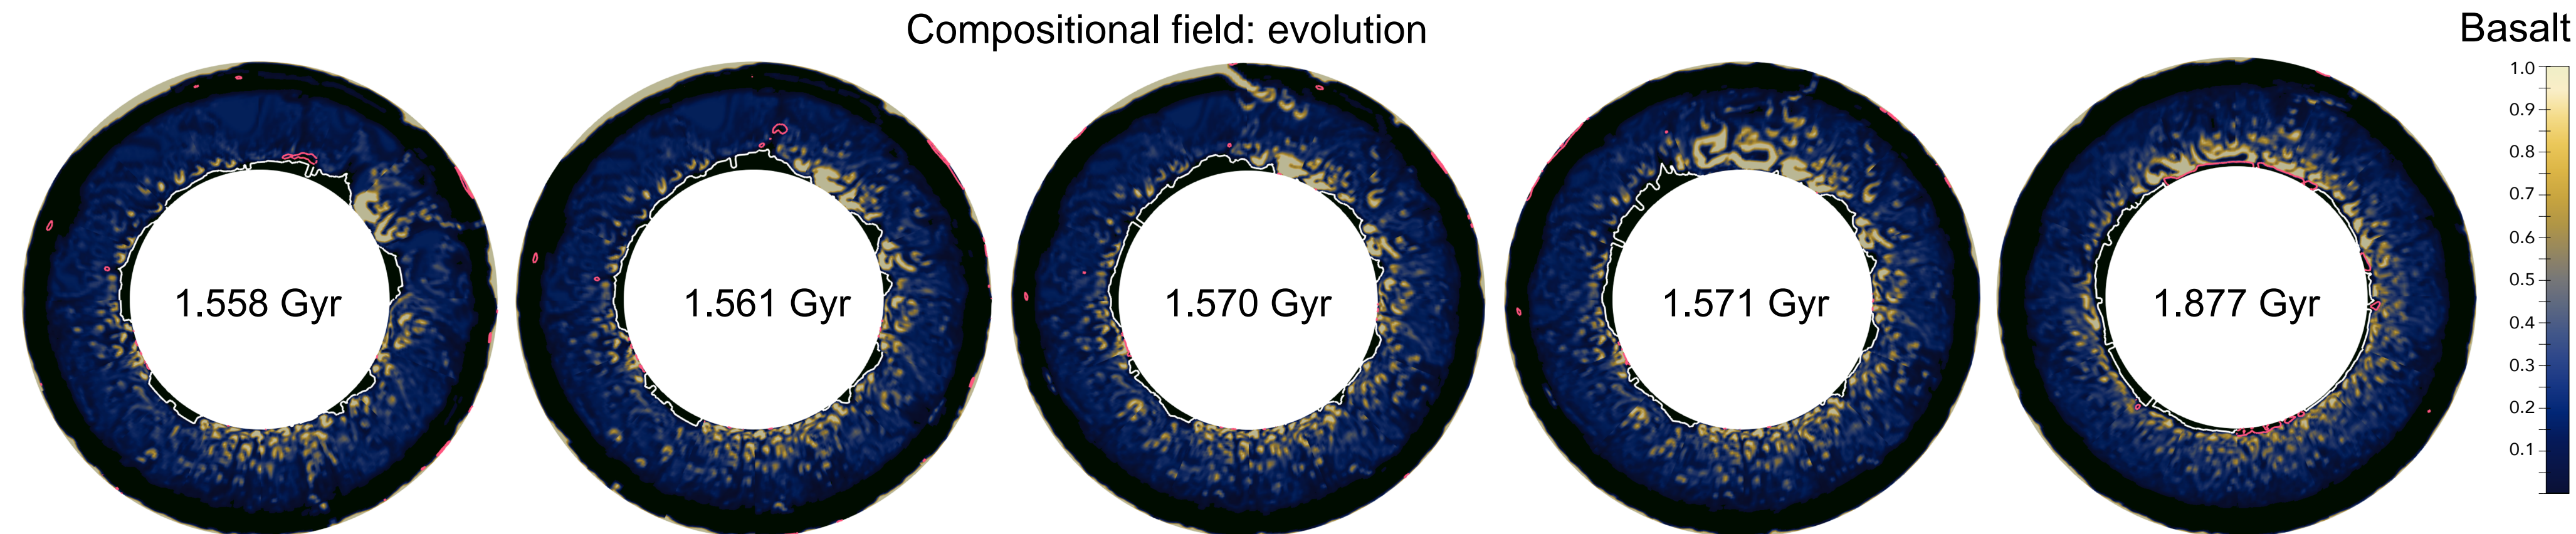 Compositional field: evolution
Basalt
1.558 Gyr
1.561 Gyr
1.570 Gyr
1.571 Gyr
1.877 Gyr
1.0
0.9
0.8
0.7
0.6
0.5
0.4
0.3
0.2
0.1